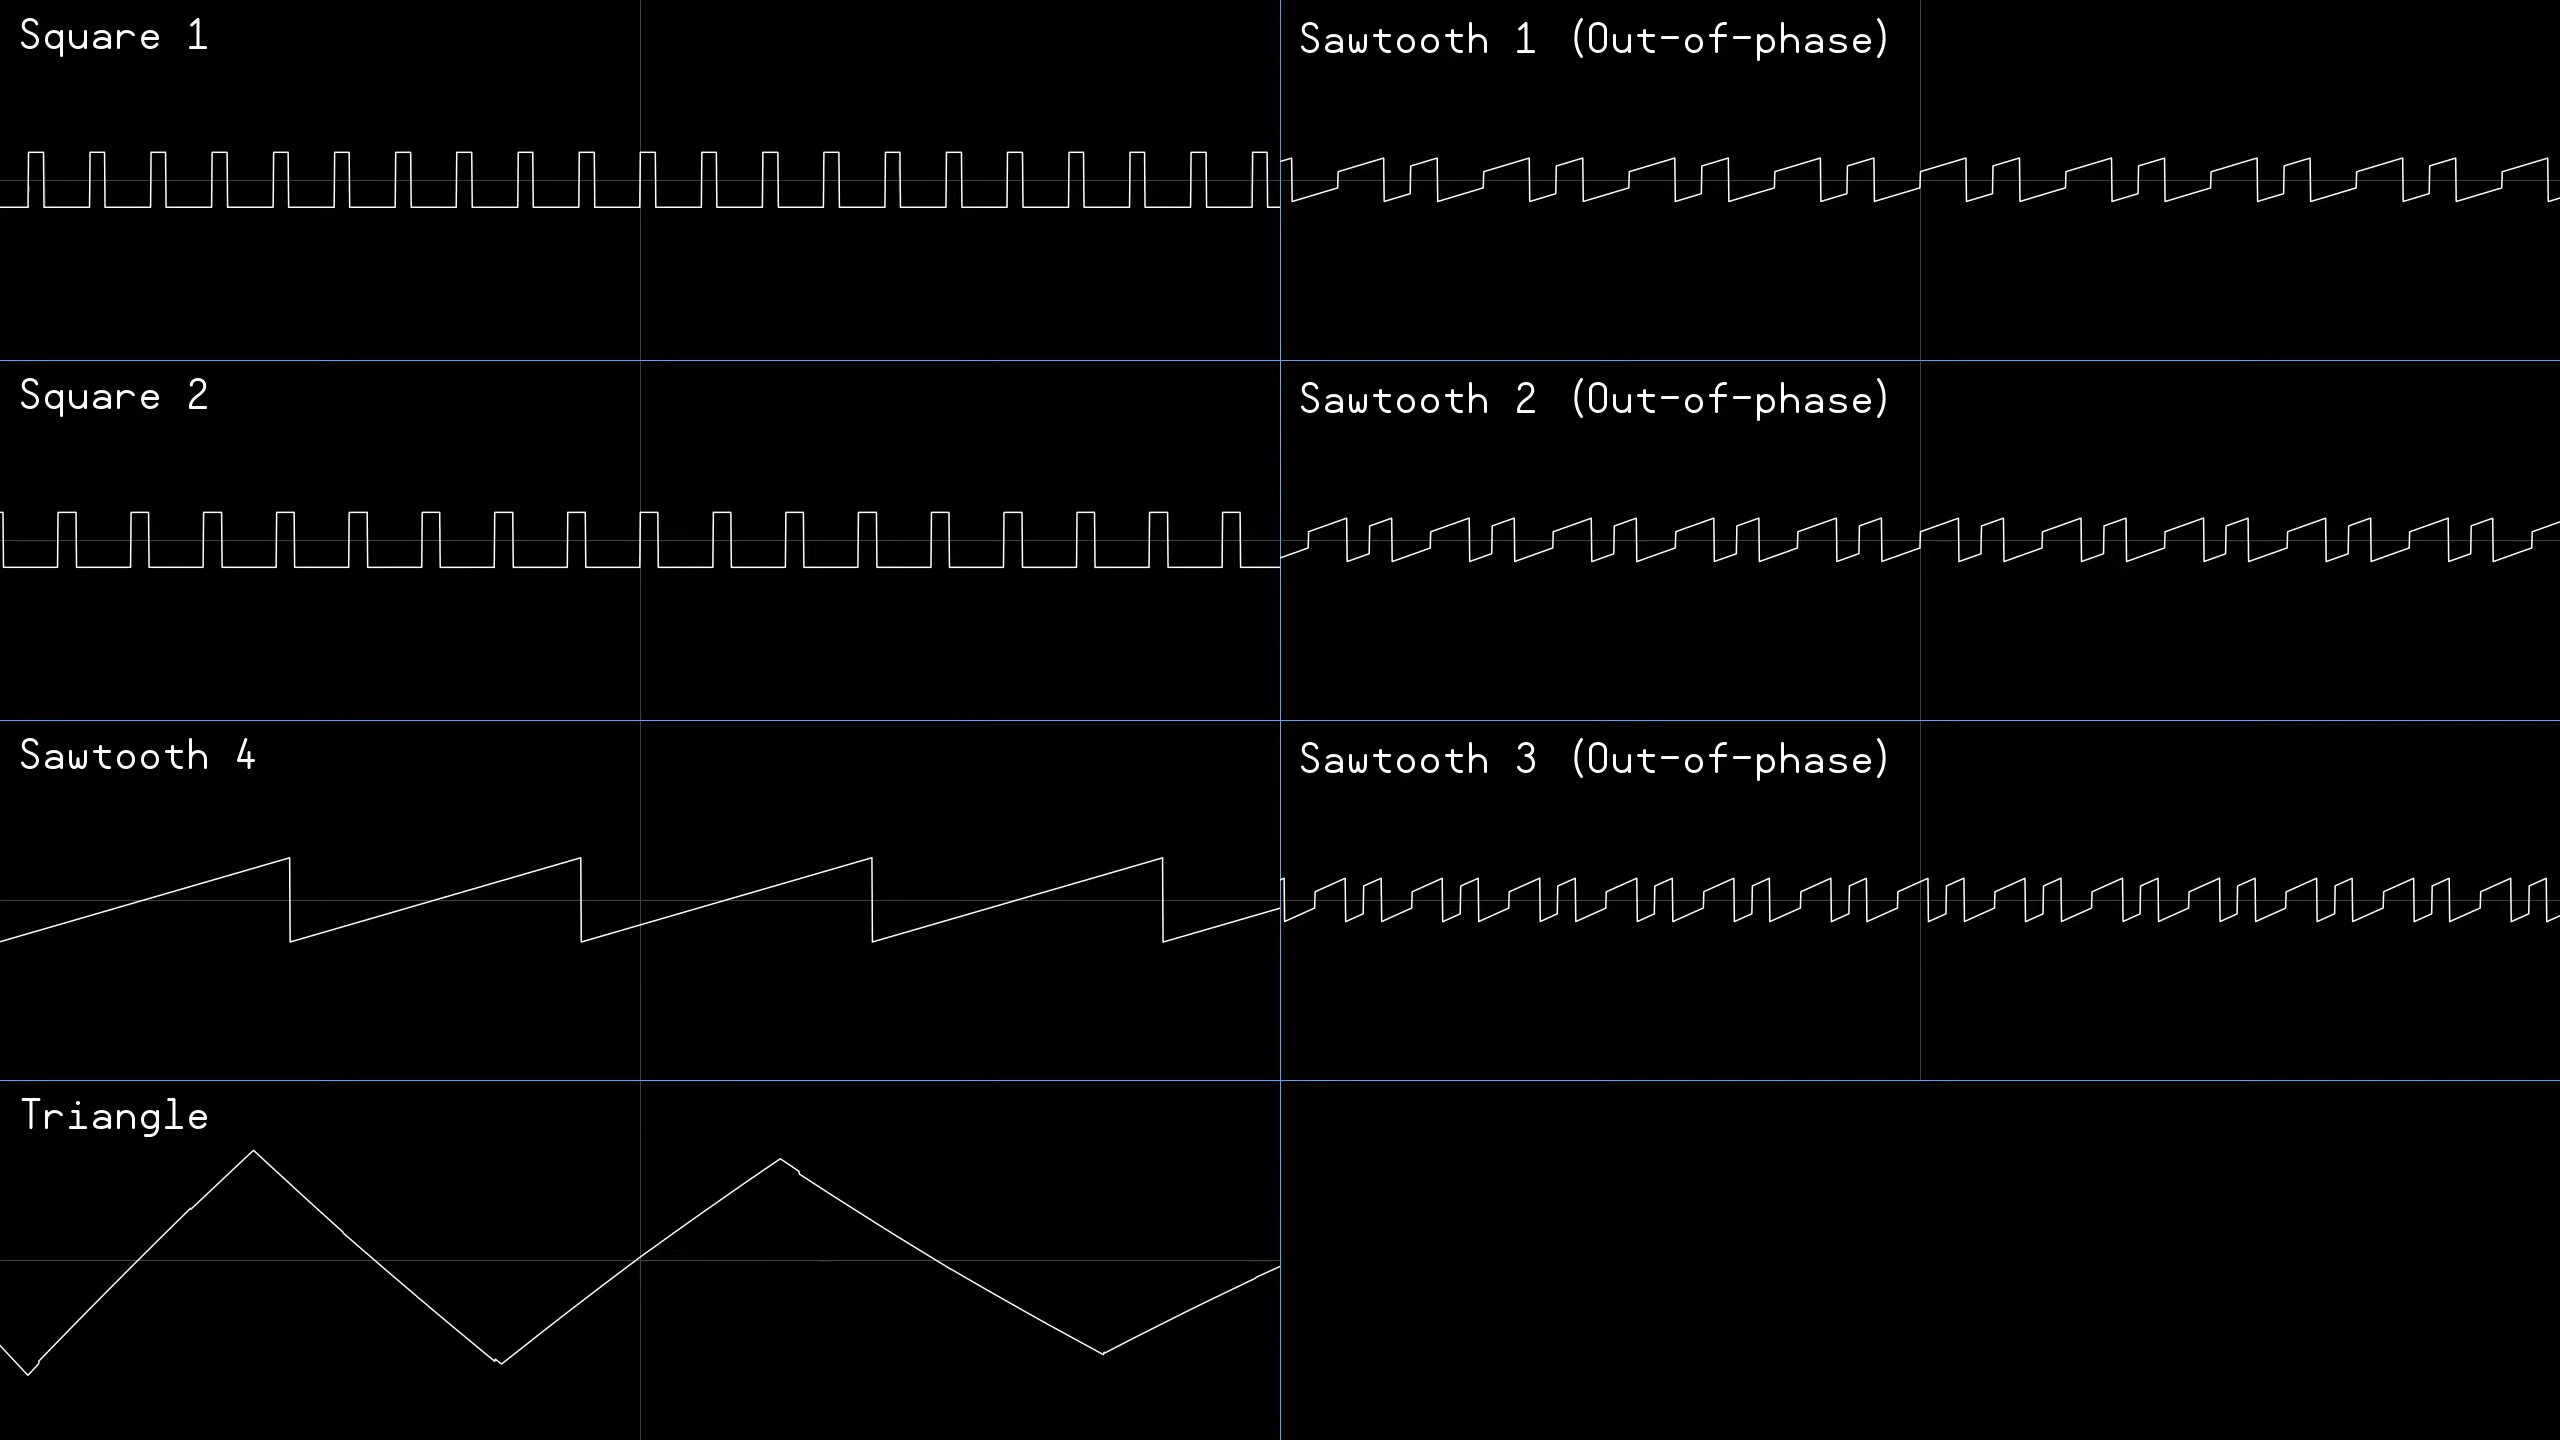 Square 1
Sawtooth 1 (Out-of-phase)
Square 2
Sawtooth 2 (Out-of-phase)
Sawtooth 4
Sawtooth 3 (Out-of-phase)
Triangle